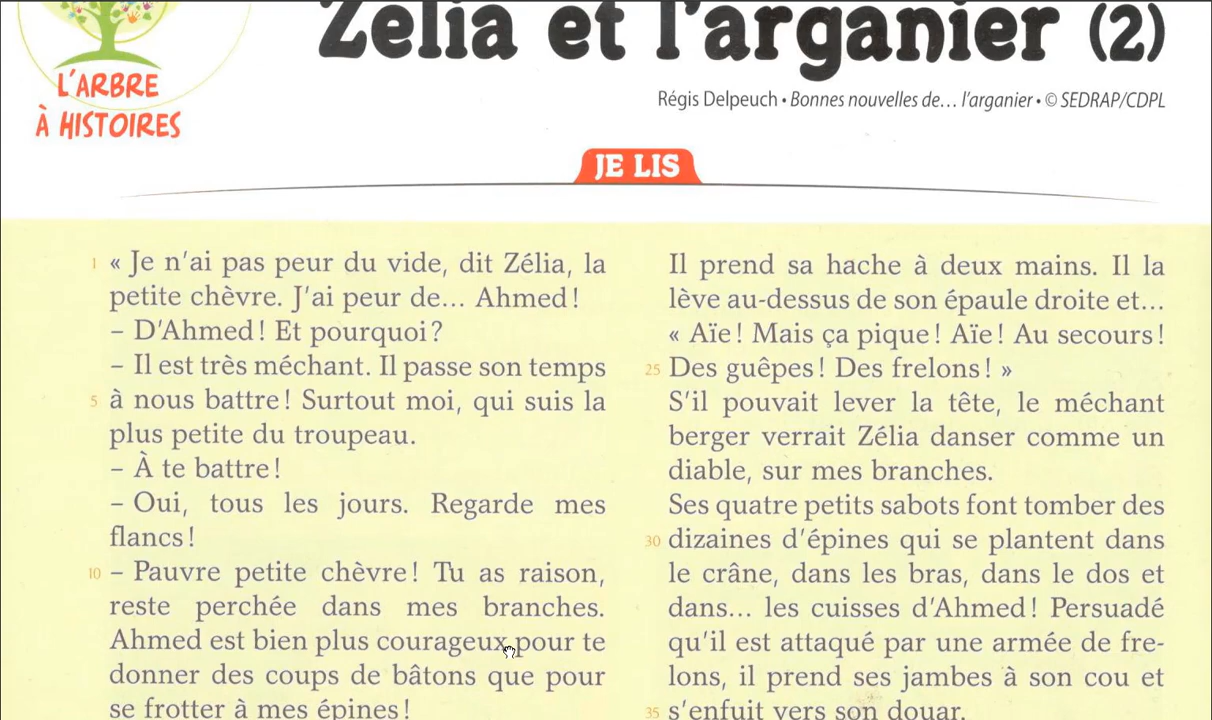 Zélia et l'arganier (2)
L'ARBRE
À HISTOIRES
Régis Delpeuch • Bonnes nouvelles de… l'arganier • © SEDRAP/CDPL
JE LIS
1 « Je n'ai pas peur du vide, dit Zélia, la
petite chèvre. J'ai peur de… Ahmed !
– D'Ahmed ! Et pourquoi ?
– Il est très méchant. Il passe son temps
5 à nous battre ! Surtout moi, qui suis la
plus petite du troupeau.
– À te battre !
– Oui, tous les jours. Regarde mes
flancs !
10 – Pauvre petite chèvre ! Tu as raison,
reste perchée dans mes branches.
Ahmed est bien plus courageux pour te
donner des coups de bâtons que pour
se frotter à mes épines !
Il prend sa hache à deux mains. Il la
lève au-dessus de son épaule droite et…
« Aïe ! Mais ça pique ! Aïe ! Au secours !
25 Des guêpes ! Des frelons ! »
S'il pouvait lever la tête, le méchant
berger verrait Zélia danser comme un
diable, sur mes branches.
Ses quatre petits sabots font tomber des
30 dizaines d'épines qui se plantent dans
le crâne, dans les bras, dans le dos et
dans… les cuisses d'Ahmed ! Persuadé
qu'il est attaqué par une armée de fre-
lons, il prend ses jambes à son cou et
35 s'enfuit vers son douar.